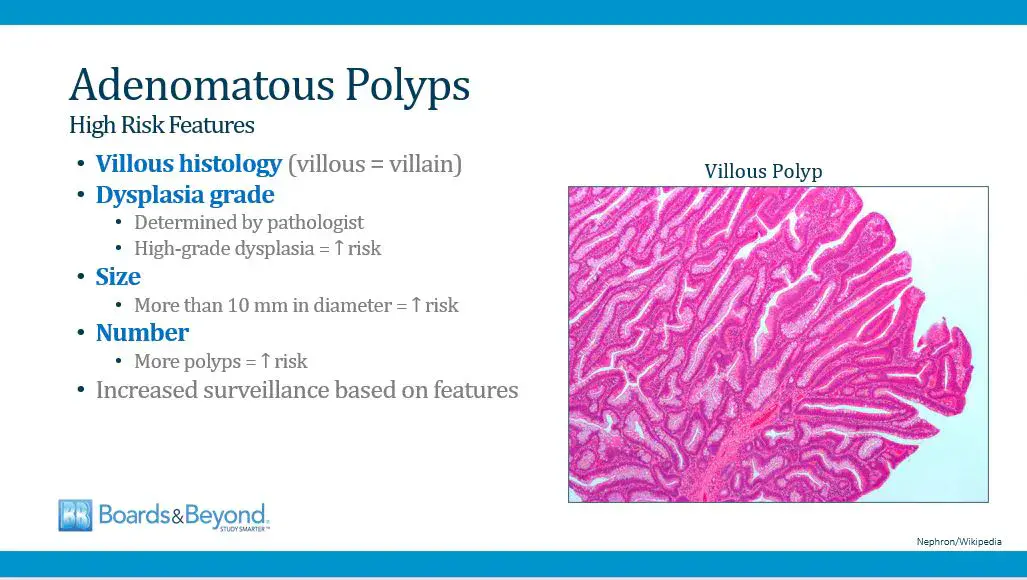 Adenomatous Polyps
High Risk Features
• Villous histology (villous = villain)
• Dysplasia grade
• Determined by pathologist
• High-grade dysplasia = ↑ risk
• Size
• More than 10 mm in diameter = ↑ risk
• Number
• More polyps = ↑ risk
• Increased surveillance based on features
Villous Polyp
BB Boards&Beyond.
STUDY SMARTER™
Nephron/Wikipedia